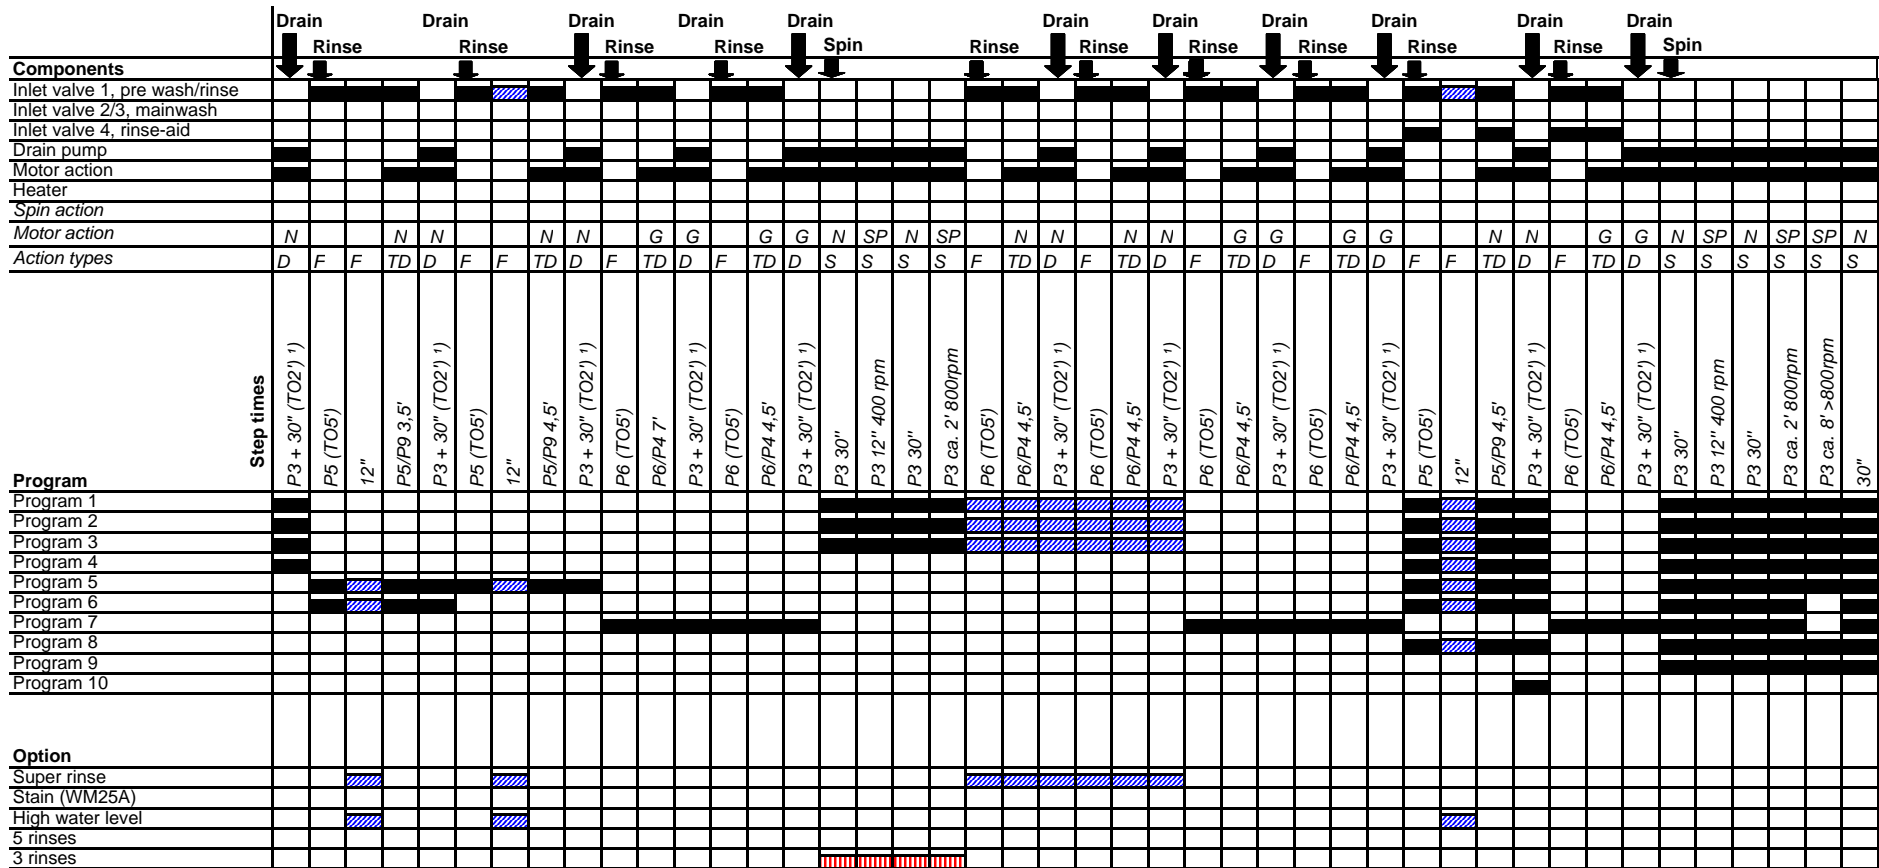 Drain Drain Drain Drain Drain Drain Drain Drain Drain Drain Drain
Rinse Rinse Rinse Rinse Spin Rinse Rinse Rinse Rinse Rinse Rinse Spin
Components
Inlet valve 1, pre wash/rinse
Inlet valve 2/3, mainwash
Inlet valve 4, rinse-aid
Drain pump
Motor action
Heater
Spin action
Motor action N N N N N G G G G N SP N SP N N N N G G G G N N G G N SP N SP SP N
Action types D F F TD D F F TD D F TD D F TD D S S S S F TD D F TD D F TD D F TD D F F TD D F TD D S S S S S S
Step times
P3 + 30" (TO2') ¹)
P5 (TO5')
12"
P5/P9 3,5'
P3 + 30" (TO2') ¹)
P5 (TO5')
12"
P5/P9 4,5'
P3 + 30" (TO2') ¹)
P6 (TO5')
P6/P4 7'
P3 + 30" (TO2') ¹)
P6 (TO5')
P6/P4 4,5'
P3 + 30" (TO2') ¹)
P3 30"
P3 12" 400 rpm
P3 30"
P3 ca. 2' 800rpm
P6 (TO5')
P6/P4 4,5'
P3 + 30" (TO2') ¹)
P6 (TO5')
P6/P4 4,5'
P3 + 30" (TO2') ¹)
P6 (TO5')
P6/P4 4,5'
P3 + 30" (TO2') ¹)
P6 (TO5')
P6/P4 4,5'
P3 + 30" (TO2') ¹)
P5 (TO5')
12"
P5/P9 4,5'
P3 + 30" (TO2') ¹)
P6 (TO5')
P6/P4 4,5'
P3 + 30" (TO2') ¹)
P3 30"
P3 12" 400 rpm
P3 30"
P3 ca. 2' 800rpm
P3 ca. 8' >800rpm
30"
Program
Program 1
Program 2
Program 3
Program 4
Program 5
Program 6
Program 7
Program 8
Program 9
Program 10
Option
Super rinse
Stain (WM25A)
High water level
5 rinses
3 rinses